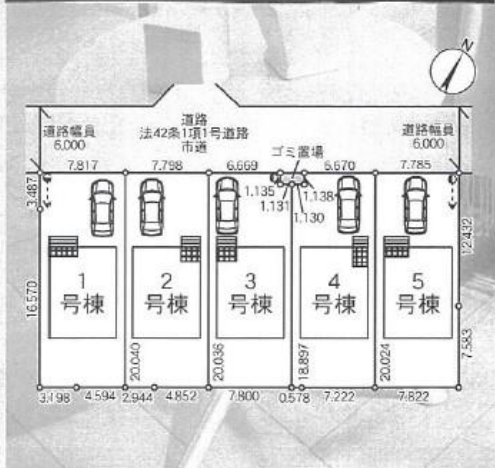 N
道路
法42条1項1号道路
市道
道路幅員
6,000
ゴミ置場
道路幅員
6,000
7.817
7.798
6.669
5.670
7.785
1.135
1.131
1.138
1.130
3.487
16.570
12.432
7.583
1
号棟
2
号棟
3
号棟
4
号棟
5
号棟
20.040
20.036
18.897
20.024
3.198
4.594
2.944
4.852
7.800
0.578
7.222
7.822